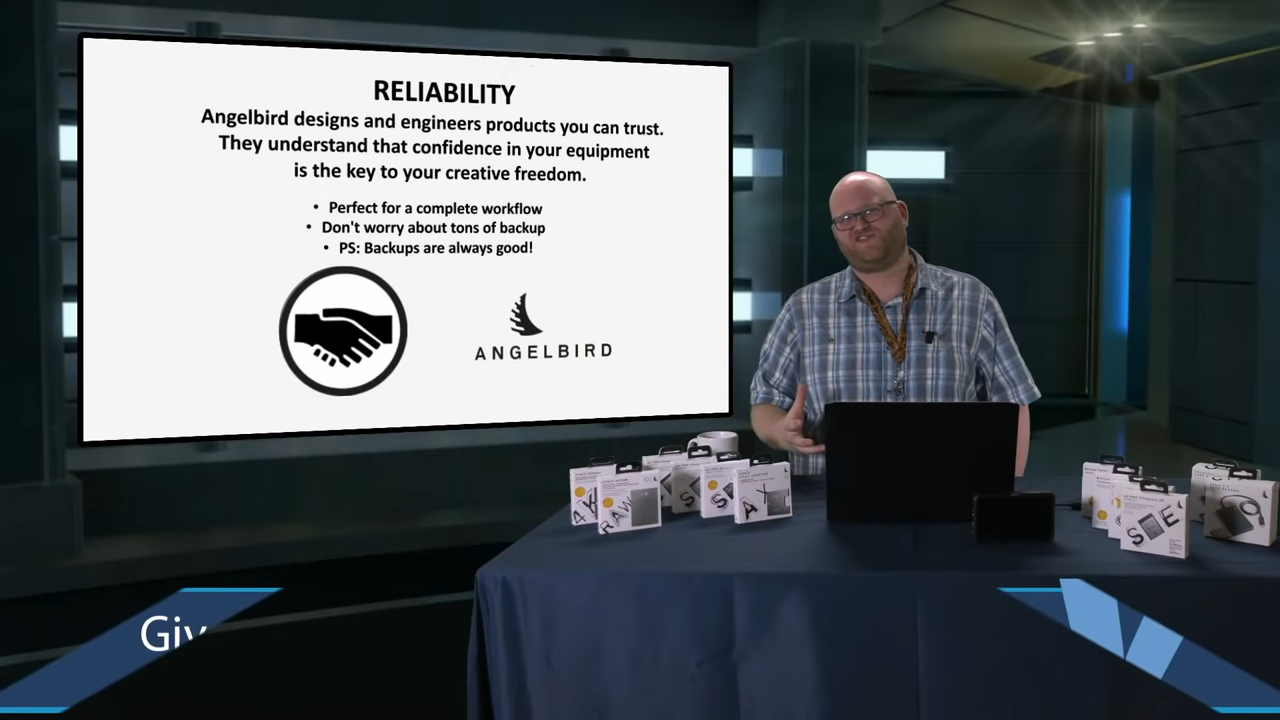 RELIABILITY
Angelbird designs and engineers products you can trust.
They understand that confidence in your equipment
is the key to your creative freedom.
• Perfect for a complete workflow
• Don't worry about tons of backup
• PS: Backups are always good!
ANGELBIRD
4K
RAW
S
S
A X
S E
Giv